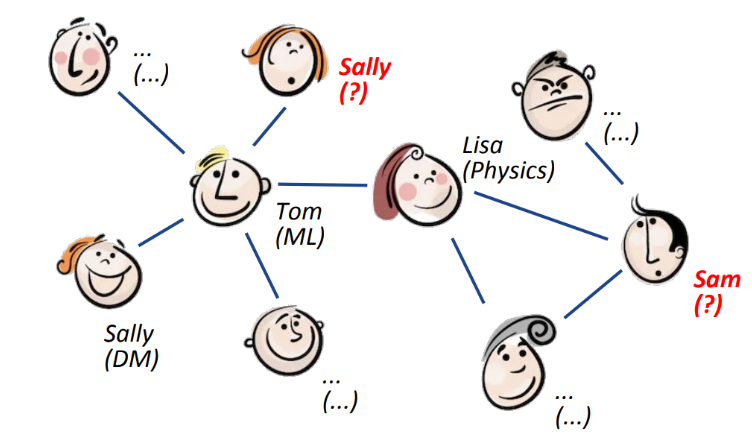 ...
(...)
Sally
(?)
...
(...)
Lisa
(Physics)
Tom
(ML)
Sam
(?)
Sally
(DM)
...
(...)
...
(...)